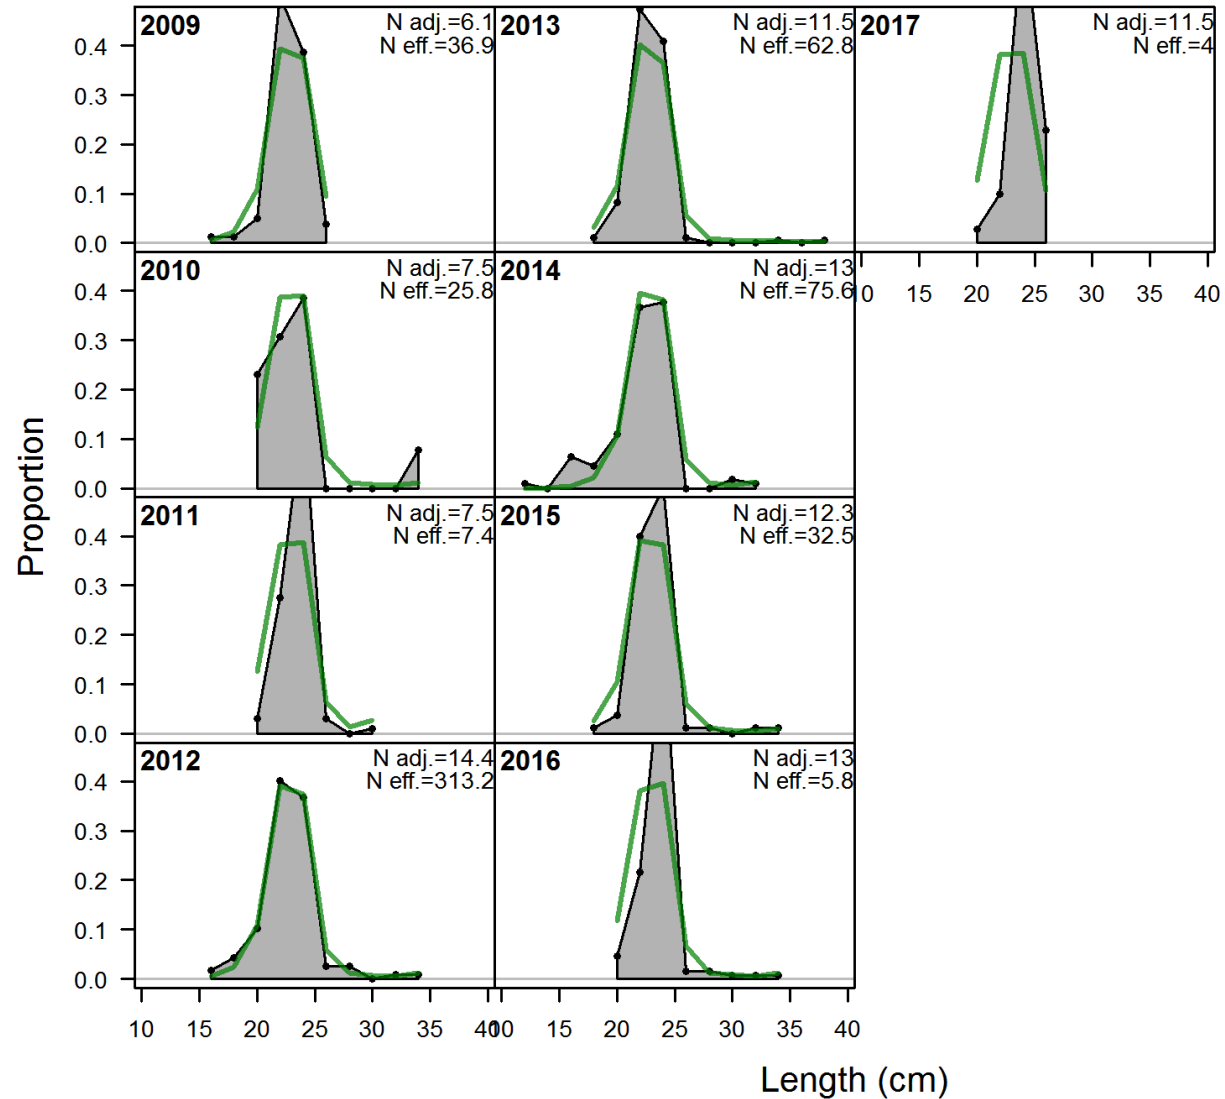 2009
N adj.=6.1
N eff.=36.9
0.4
0.3
0.2
0.1
0.0
2013
N adj.=11.5
N eff.=62.8
2017
N adj.=11.5
N eff.=4
10 15 20 25 30 35 40
2010
N adj.=7.5
N eff.=25.8
0.4
0.3
0.2
0.1
0.0
2014
N adj.=13
N eff.=75.6
2011
N adj.=7.5
N eff.=7.4
0.4
0.3
0.2
0.1
0.0
2015
N adj.=12.3
N eff.=32.5
2012
N adj.=14.4
N eff.=313.2
0.4
0.3
0.2
0.1
0.0
10 15 20 25 30 35 40
2016
N adj.=13
N eff.=5.8
10 15 20 25 30 35 40
Proportion
Length (cm)